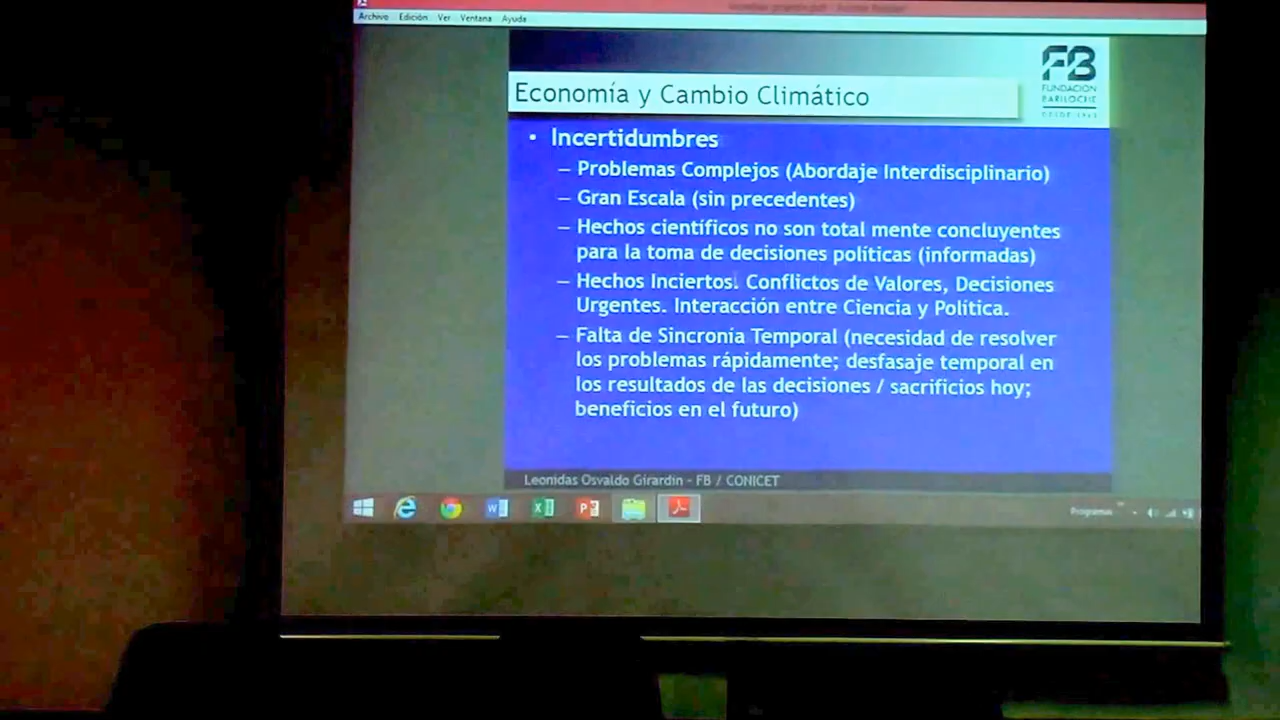 Archivo Edición Ver Ventana Ayuda
FB
FUNDACION
BARILOCHE
Economía y Cambio Climático
• Incertidumbres
– Problemas Complejos (Abordaje Interdisciplinario)
– Gran Escala (sin precedentes)
– Hechos científicos no son total mente concluyentes
para la toma de decisiones políticas (informadas)
– Hechos Inciertos. Conflictos de Valores, Decisiones
Urgentes. Interacción entre Ciencia y Política.
– Falta de Sincronía Temporal (necesidad de resolver
los problemas rápidamente; desfasaje temporal en
los resultados de las decisiones / sacrificios hoy;
beneficios en el futuro)
Leonidas Osvaldo Girardin - FB / CONICET
Programas